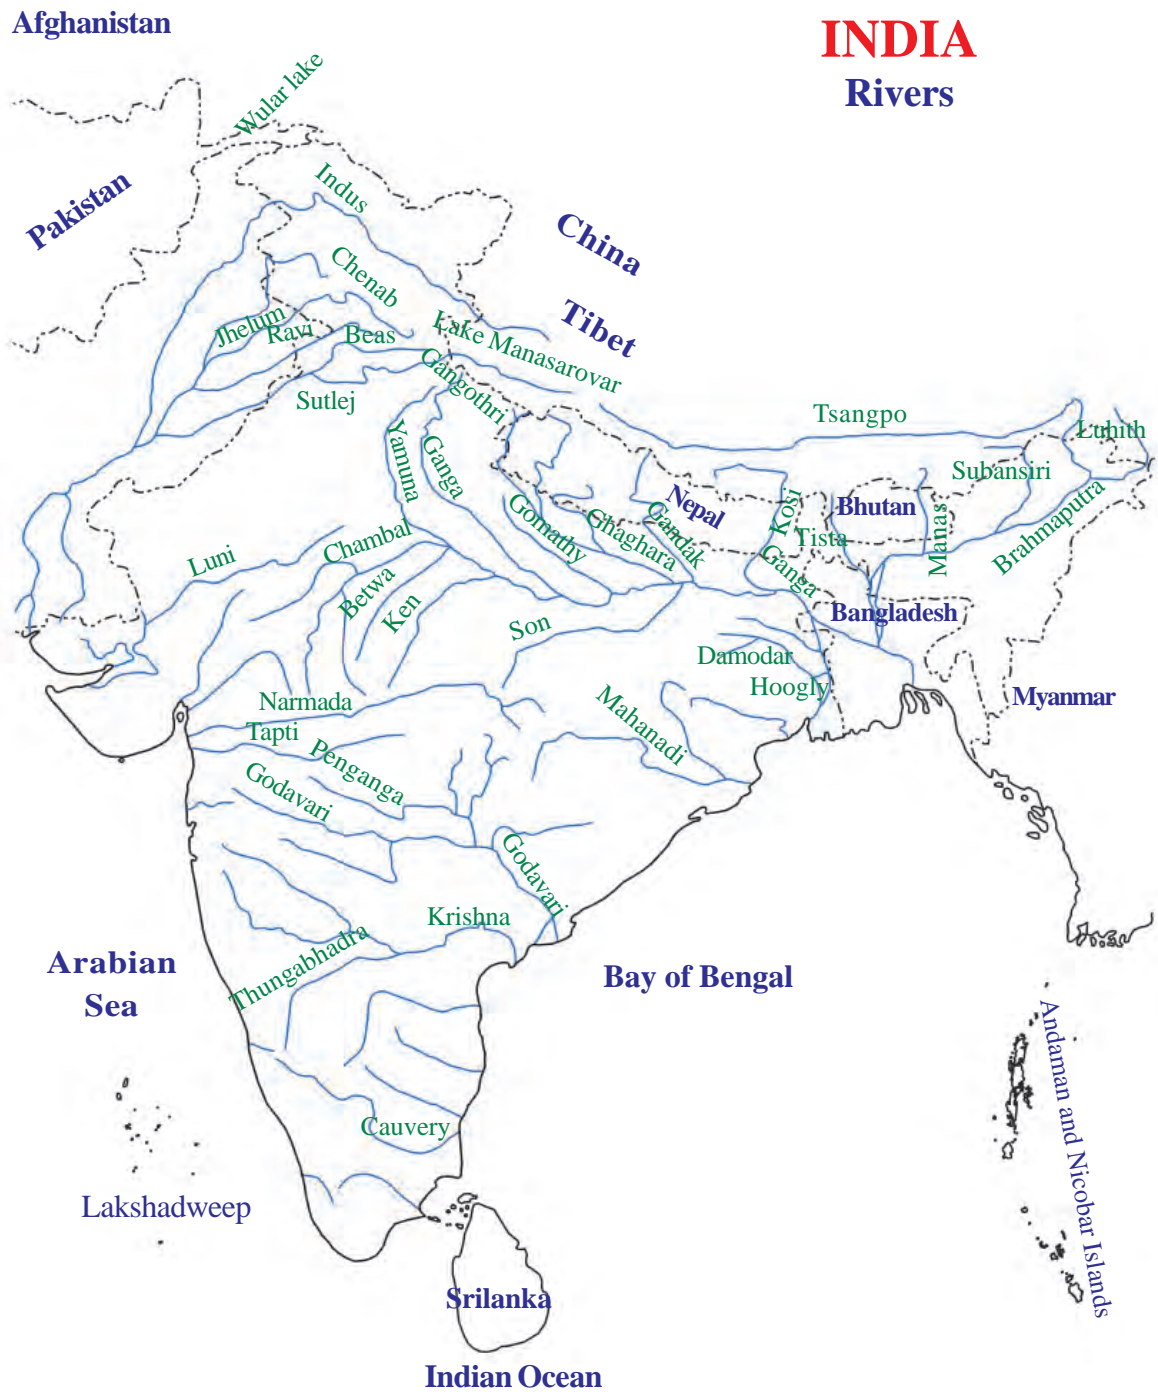 Afghanistan
INDIA
Rivers
Wular lake
Pakistan
Indus
China
Chenab
Tibet
Jhelum
Ravi
Beas
Lake Manasarovar
Gangothri
Sutlej
Tsangpo
Luhith
Yamuna
Ganga
Subansiri
Nepal
Kosi
Bhutan
Brahmaputra
Gomathy
Ghaghara
Gandak
Tista
Manas
Luni
Chambal
Betwa
Ken
Ganga
Bangladesh
Son
Damodar
Hoogly
Myanmar
Narmada
Mahanadi
Tapti
Penganga
Godavari
Godavari
Krishna
Thungabhadra
Arabian
Sea
Bay of Bengal
Andaman and Nicobar Islands
Cauvery
Lakshadweep
Srilanka
Indian Ocean